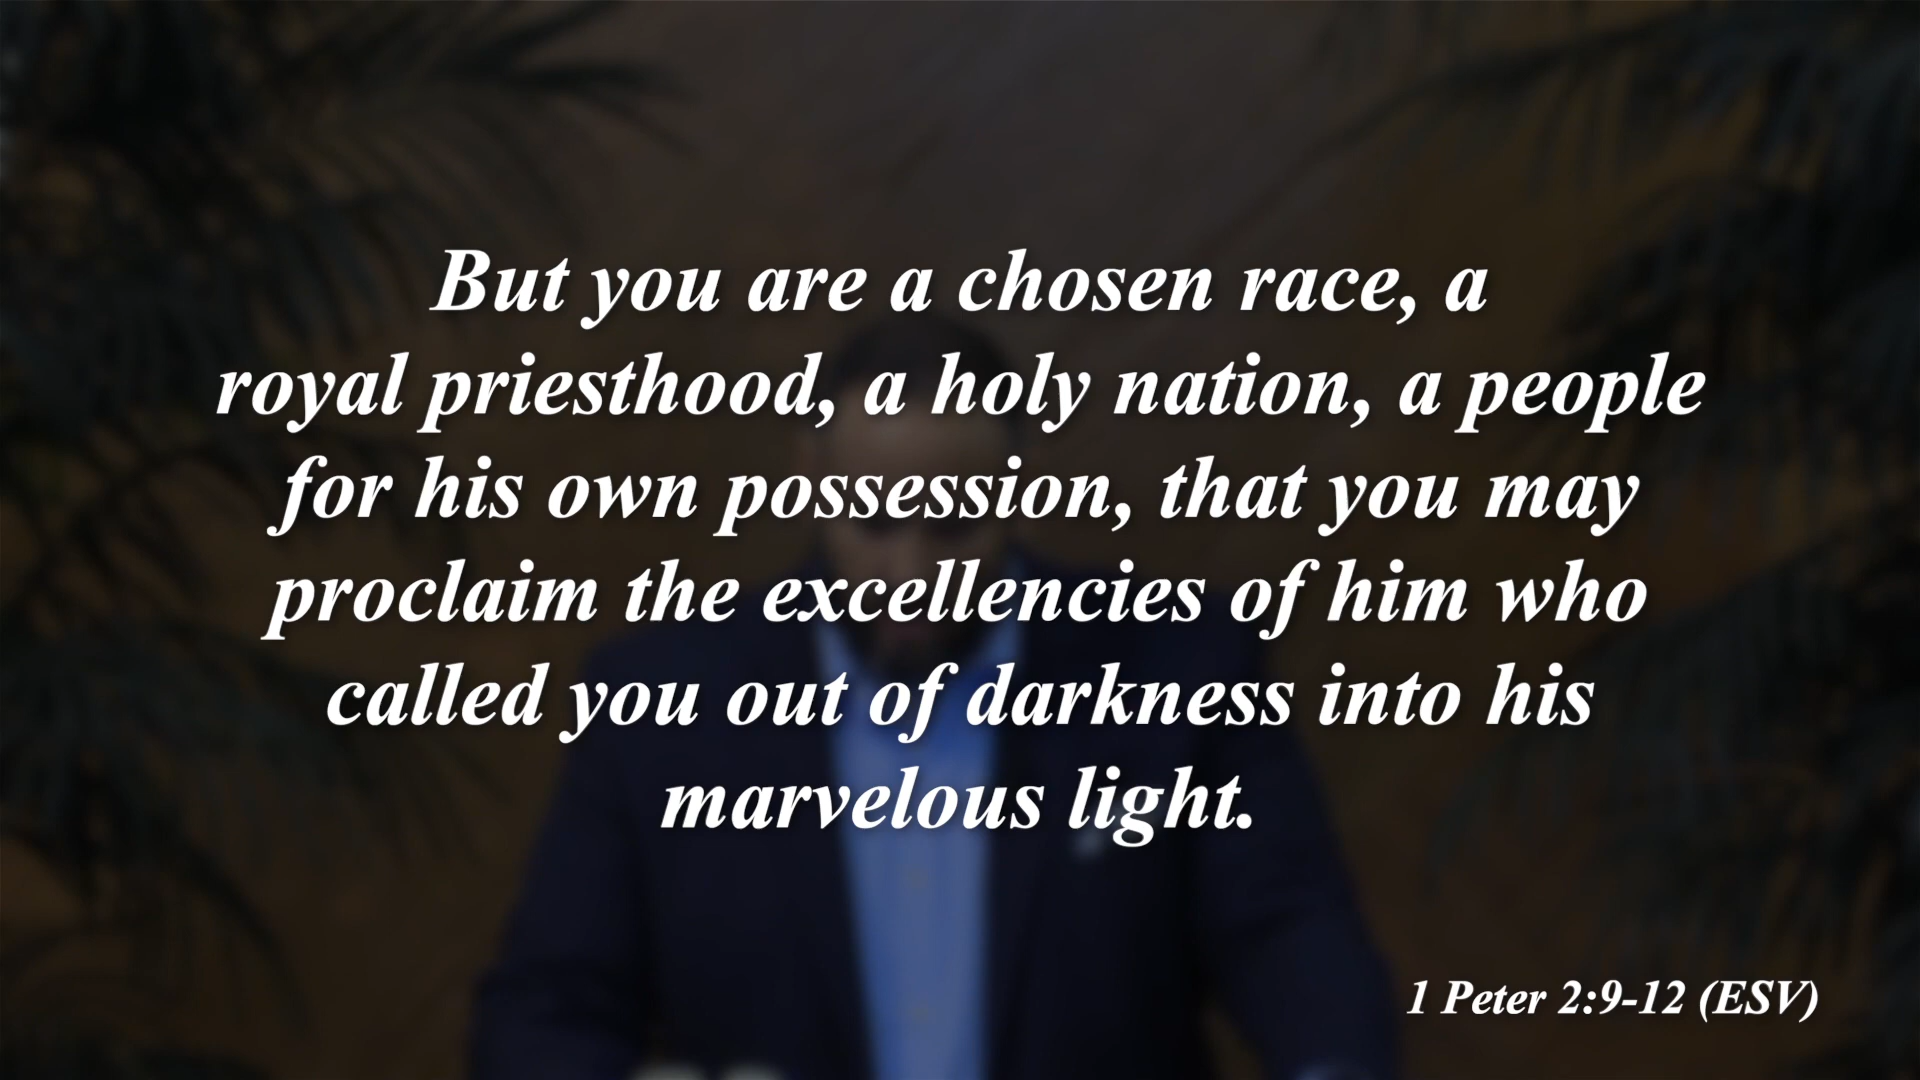 But you are a chosen race, a
royal priesthood, a holy nation, a people
for his own possession, that you may
proclaim the excellencies of him who
called you out of darkness into his
marvelous light.
1 Peter 2:9-12 (ESV)